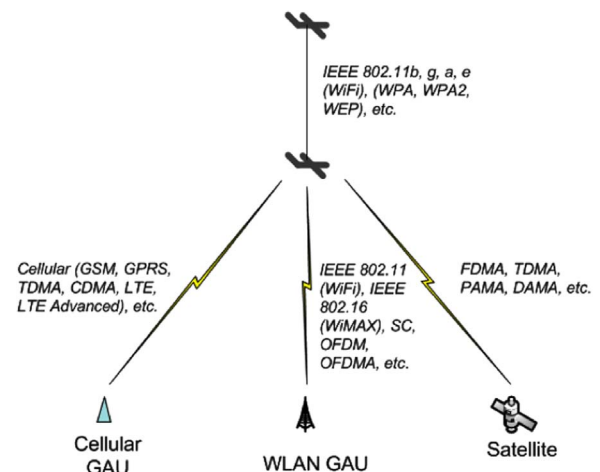 IEEE 802.11b, g, a, e
(WiFi), (WPA, WPA2,
WEP), etc.
Cellular (GSM, GPRS,
TDMA, CDMA, LTE,
LTE Advanced), etc.
IEEE 802.11
(WiFi), IEEE
802.16
(WiMAX), SC,
OFDM,
OFDMA, etc.
FDMA, TDMA,
PAMA, DAMA, etc.
Cellular
GAU
WLAN GAU
Satellite